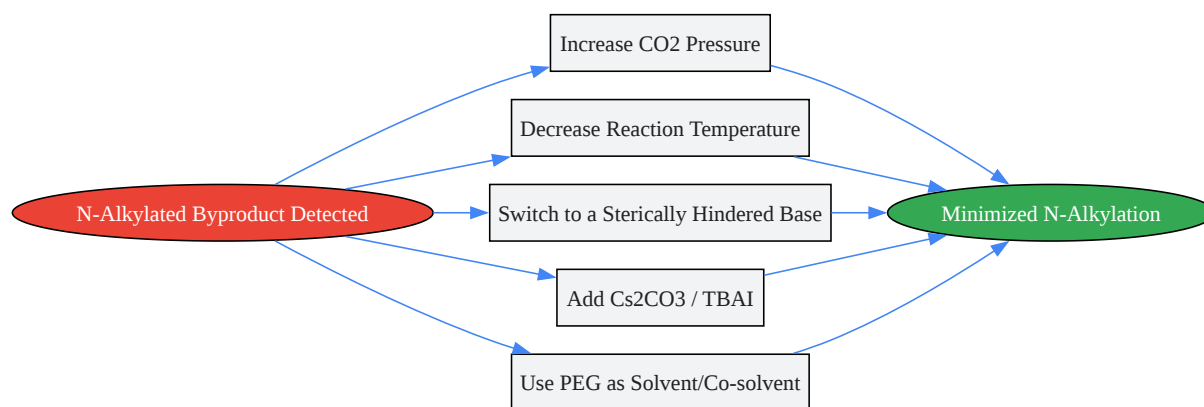 Increase CO2 Pressure
Decrease Reaction Temperature
N-Alkylated Byproduct Detected
Switch to a Sterically Hindered Base
Minimized N-Alkylation
Add Cs2CO3 / TBAI
Use PEG as Solvent/Co-solvent